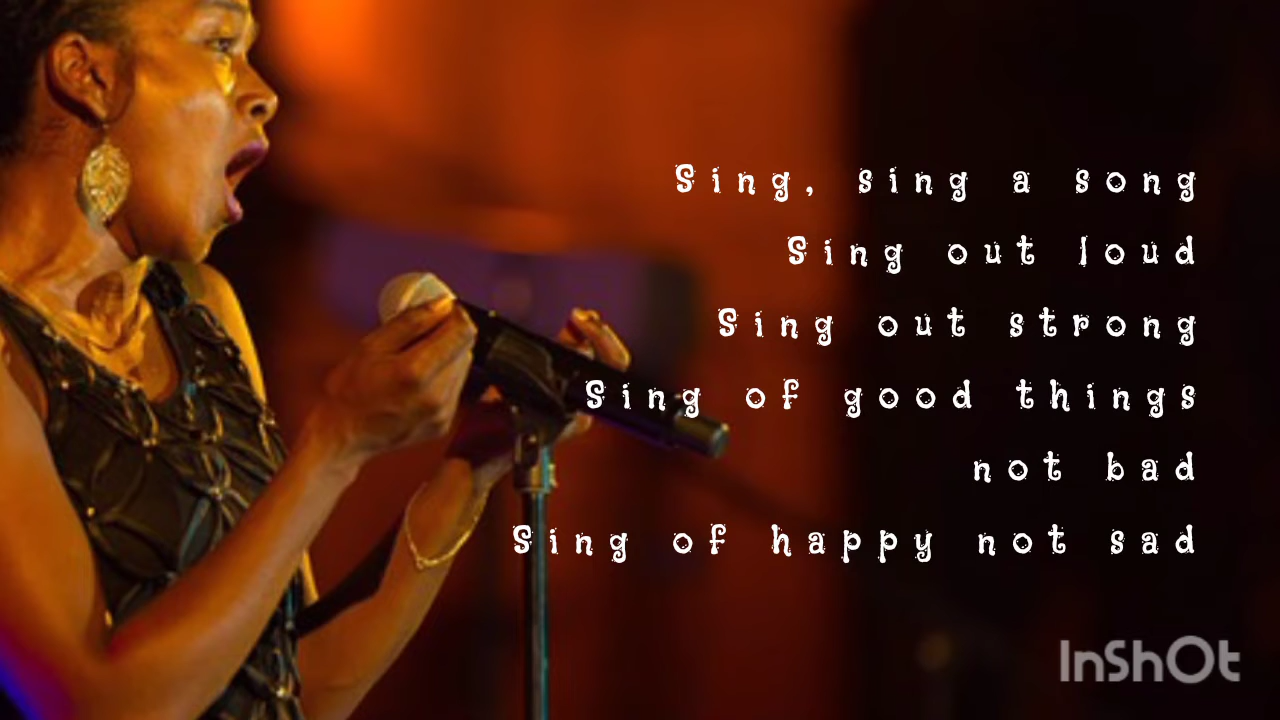 Sing, sing a song
Sing out loud
Sing out strong
Sing of good things
not bad
Sing of happy not sad
InShOt